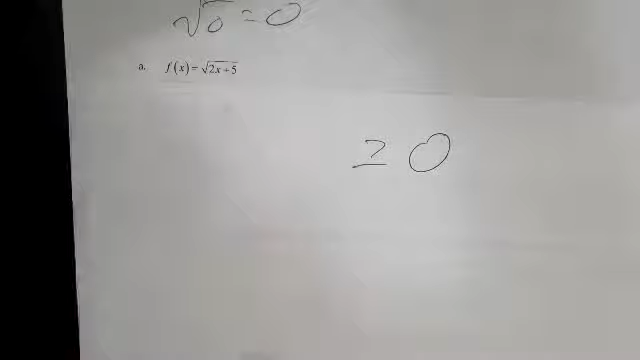 √0 = 0
a. f(x) = √2x+5
≥ 0